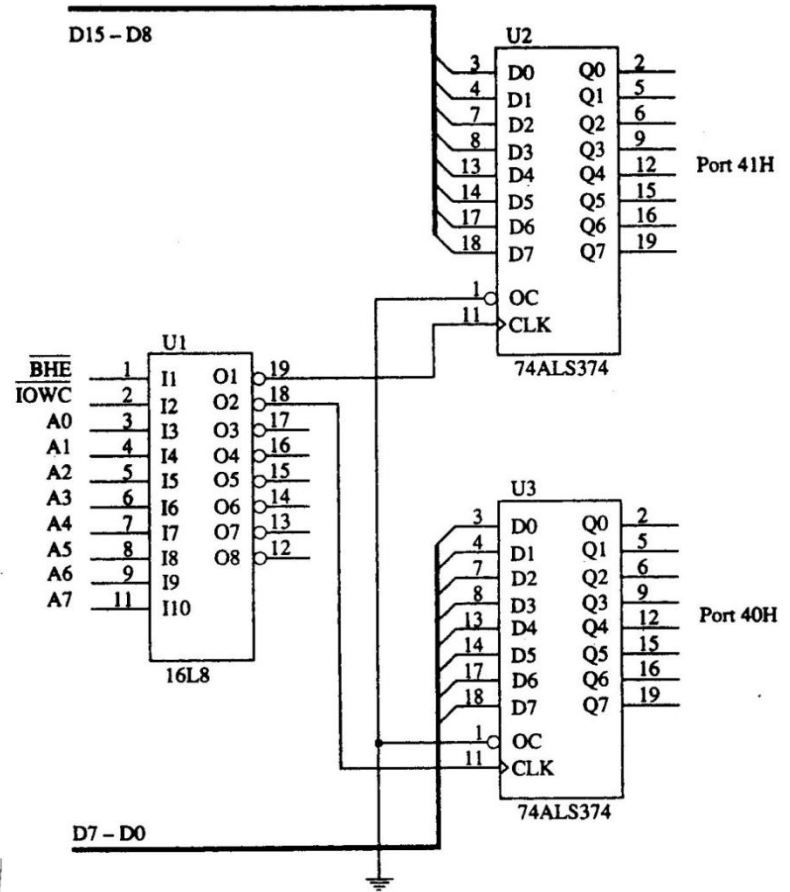 D15 – D8
U2
3 D0 Q0 2
4 D1 Q1 5
7 D2 Q2 6
8 D3 Q3 9
13 D4 Q4 12
Port 41H
14 D5 Q5 15
17 D6 Q6 16
18 D7 Q7 19
1 OC
11 CLK
74ALS374
U1
BHE 1 I1 O1 19
IOWC 2 I2 O2 18
A0 3 I3 O3 17
A1 4 I4 O4 16
A2 5 I5 O5 15
A3 6 I6 O6 14
A4 7 I7 O7 13
A5 8 I8 O8 12
A6 9 I9
A7 11 I10
16L8
U3
3 D0 Q0 2
4 D1 Q1 5
7 D2 Q2 6
8 D3 Q3 9
13 D4 Q4 12
Port 40H
14 D5 Q5 15
17 D6 Q6 16
18 D7 Q7 19
1 OC
11 CLK
74ALS374
D7 – D0